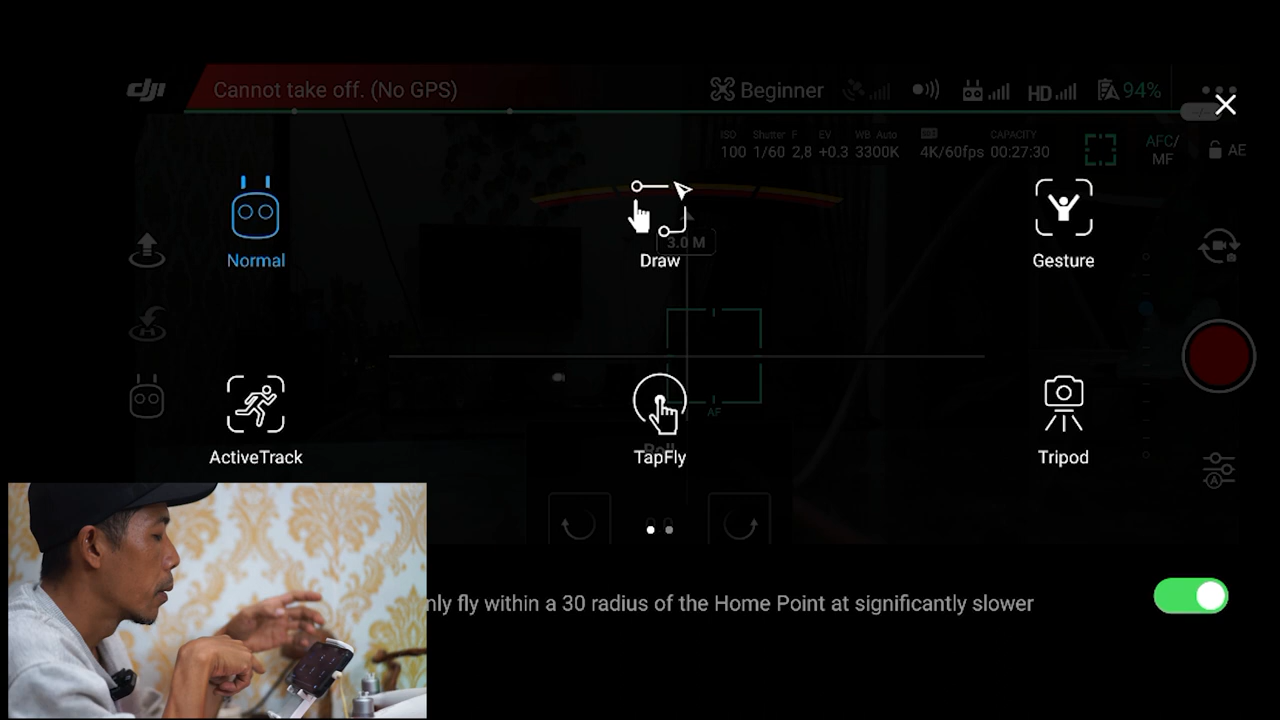 dji Cannot take off. (No GPS) Beginner HD 94%
ISO Shutter F EV WB Auto CAPACITY
100 1/60 2,8 +0.3 3300K 4K/60fps 00:27:30 AFC/ MF AE
Normal Draw Gesture
3.0 M
AF
ActiveTrack TapFly Tripod
fly within a 30 radius of the Home Point at significantly slower